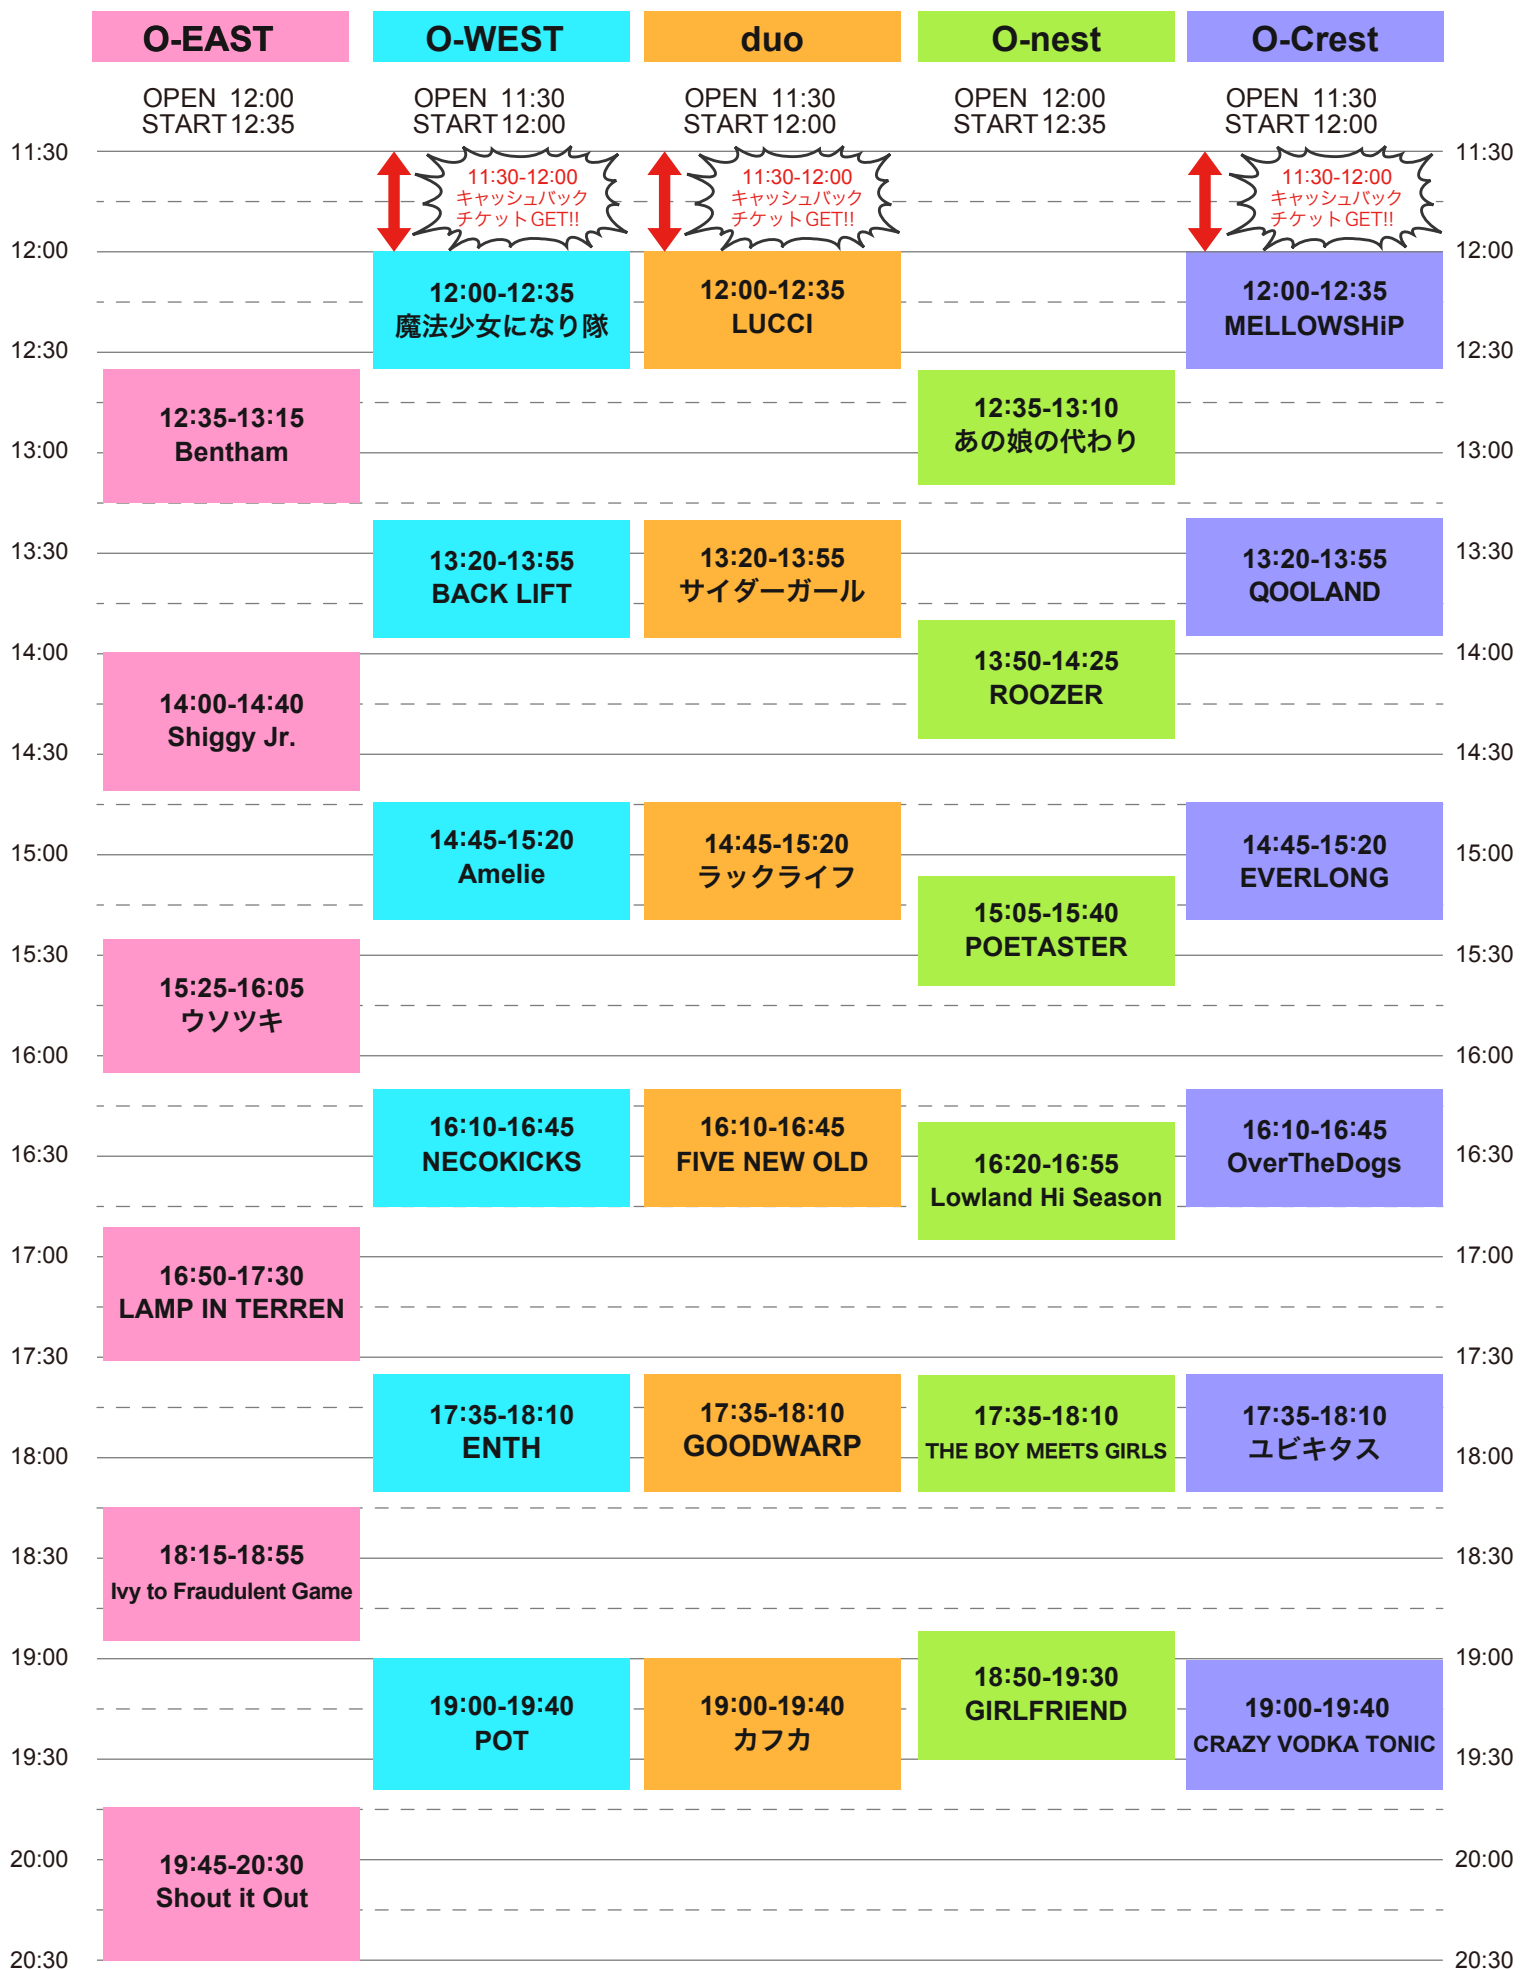 O-EAST
O-WEST
duo
O-nest
O-Crest
OPEN 12:00
START 12:35
OPEN 11:30
START 12:00
OPEN 11:30
START 12:00
OPEN 12:00
START 12:35
OPEN 11:30
START 12:00
11:30
11:30-12:00
キャッシュバック
チケットGET!!
11:30-12:00
キャッシュバック
チケットGET!!
11:30-12:00
キャッシュバック
チケットGET!!
11:30
12:00
12:00
12:00-12:35
魔法少女になり隊
12:00-12:35
LUCCI
12:00-12:35
MELLOWSHiP
12:30
12:30
12:35-13:15
Bentham
12:35-13:10
あの娘の代わり
13:00
13:00
13:20-13:55
BACK LIFT
13:20-13:55
サイダーガール
13:20-13:55
QOOLAND
13:30
13:30
13:50-14:25
ROOZER
14:00
14:00
14:00-14:40
Shiggy Jr.
14:30
14:30
14:45-15:20
Amelie
14:45-15:20
ラックライフ
14:45-15:20
EVERLONG
15:00
15:00
15:05-15:40
POETASTER
15:30
15:30
15:25-16:05
ウソツキ
16:00
16:00
16:10-16:45
NECOKICKS
16:10-16:45
FIVE NEW OLD
16:20-16:55
Lowland Hi Season
16:10-16:45
OverTheDogs
16:30
16:30
16:50-17:30
LAMP IN TERREN
17:00
17:00
17:30
17:30
17:35-18:10
ENTH
17:35-18:10
GOODWARP
17:35-18:10
THE BOY MEETS GIRLS
17:35-18:10
ユビキタス
18:00
18:00
18:15-18:55
Ivy to Fraudulent Game
18:30
18:30
19:00
19:00
18:50-19:30
GIRLFRIEND
19:00-19:40
POT
19:00-19:40
カフカ
19:00-19:40
CRAZY VODKA TONIC
19:30
19:30
19:45-20:30
Shout it Out
20:00
20:00
20:30
20:30